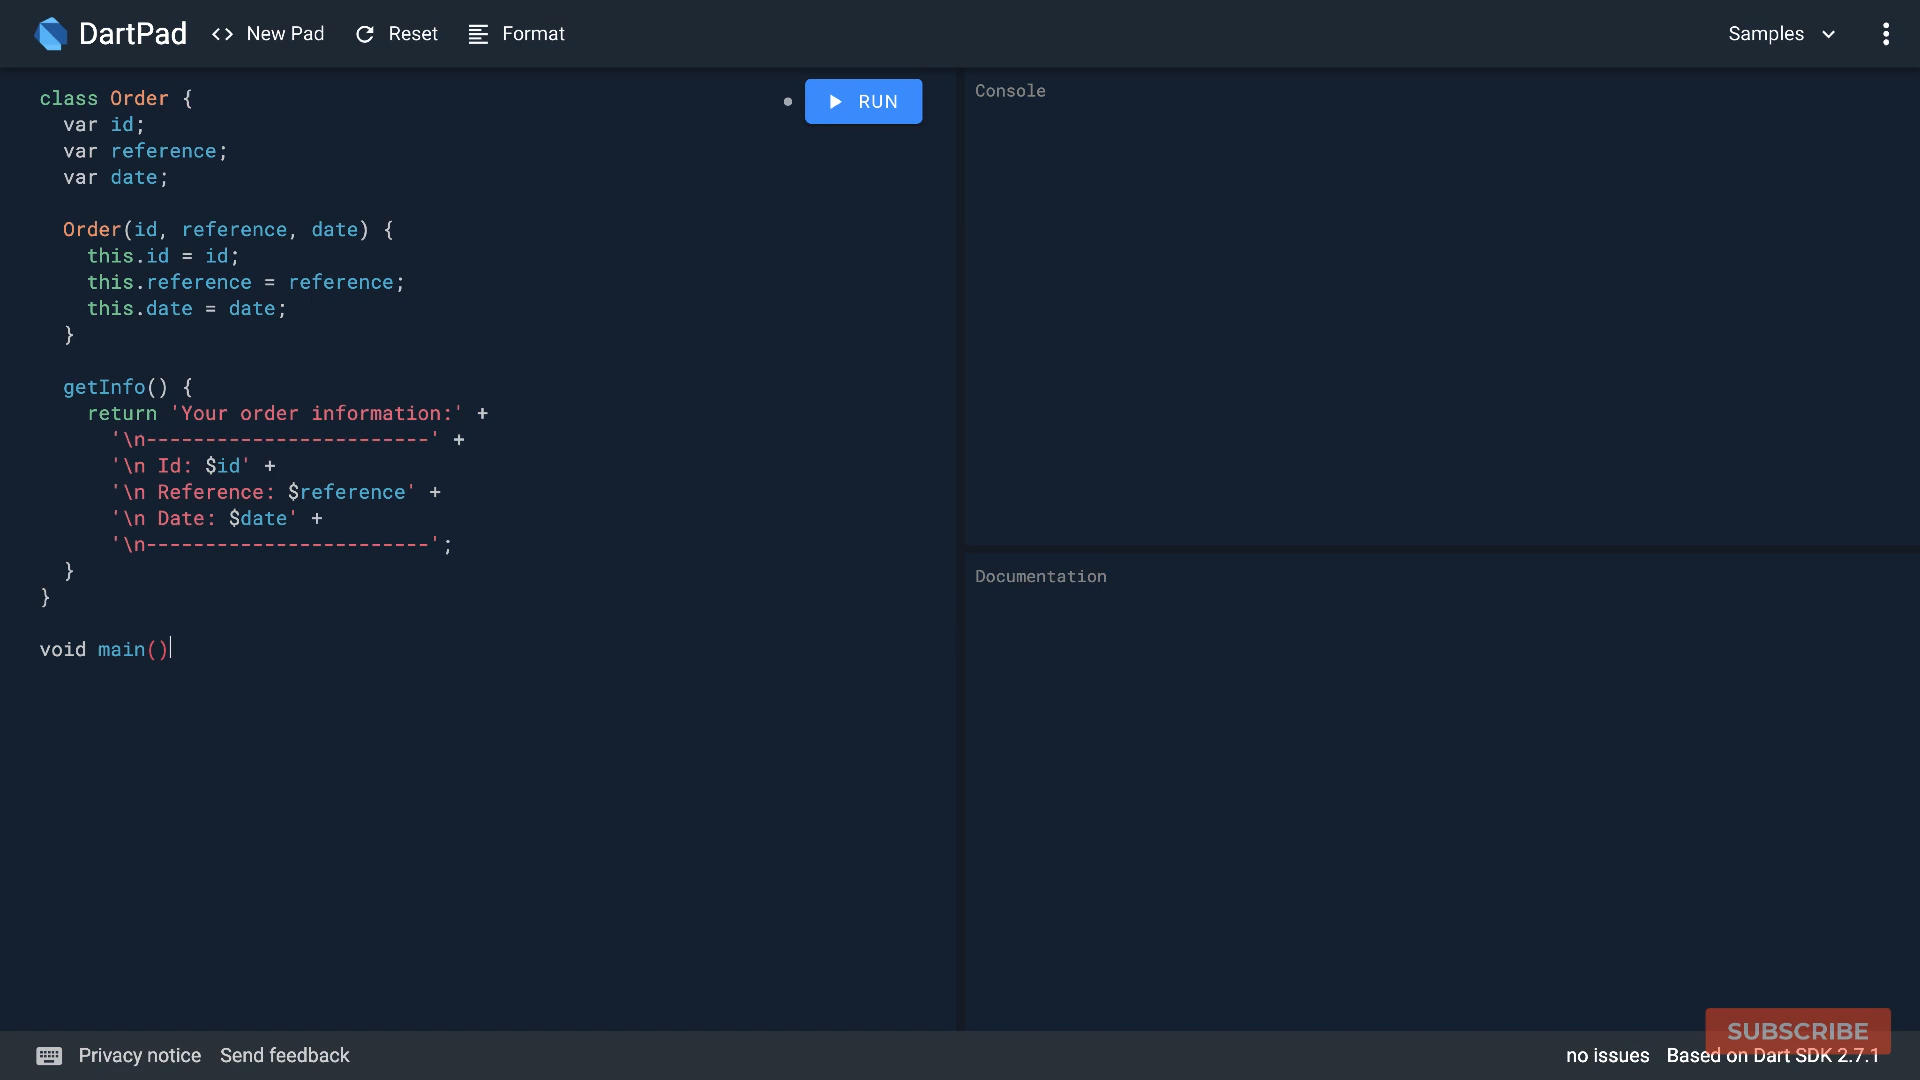 DartPad <> New Pad Reset Format Samples
class Order {
  var id;
  var reference;
  var date;
  Order(id, reference, date) {
    this.id = id;
    this.reference = reference;
    this.date = date;
  }
  getInfo() {
    return 'Your order information:' +
      '\n------------------------' +
      '\n Id: $id' +
      '\n Reference: $reference' +
      '\n Date: $date' +
      '\n------------------------';
  }
}
void main()
RUN
Console
Documentation
SUBSCRIBE
Privacy notice Send feedback no issues Based on Dart SDK 2.7.1